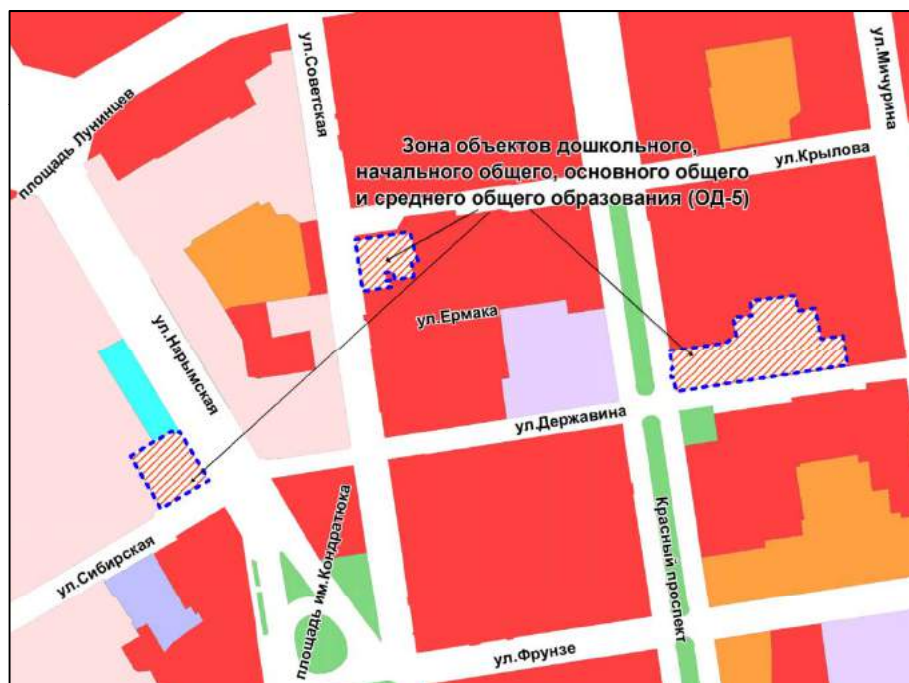 площадь Лунинцев
ул.Советская
ул.Мичурина
ул.Крылова
Зона объектов дошкольного,
начального общего, основного общего
и среднего общего образования (ОД-5)
ул.Нарымская
ул.Ермака
ул.Державина
ул.Сибирская
площадь им.Кондратюка
Красный проспект
ул.Фрунзе